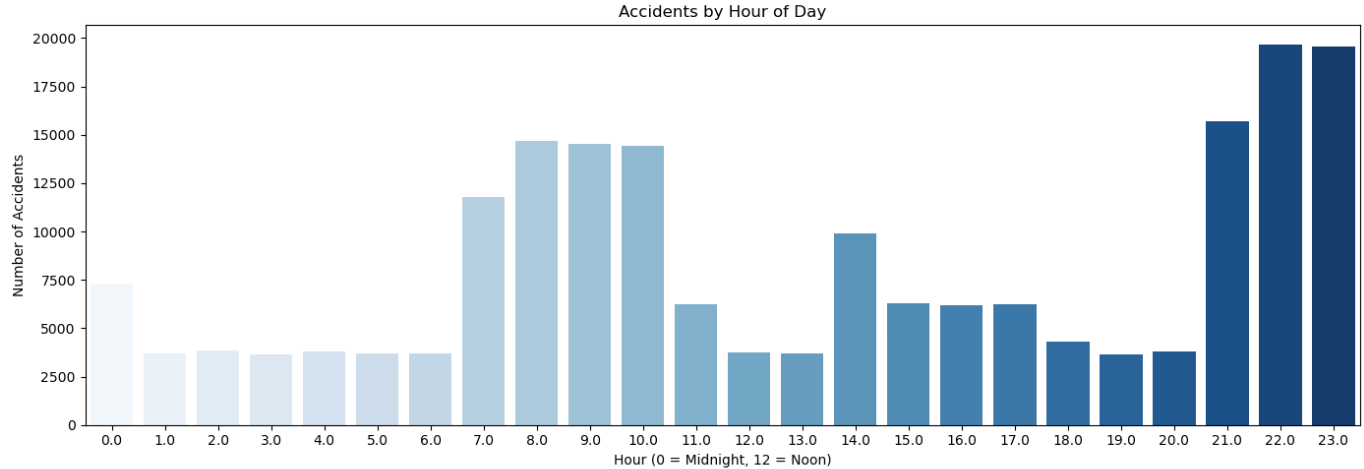 Accidents by Hour of Day
Number of Accidents
20000
17500
15000
12500
10000
7500
5000
2500
0
0.0 1.0 2.0 3.0 4.0 5.0 6.0 7.0 8.0 9.0 10.0 11.0 12.0 13.0 14.0 15.0 16.0 17.0 18.0 19.0 20.0 21.0 22.0 23.0
Hour (0 = Midnight, 12 = Noon)